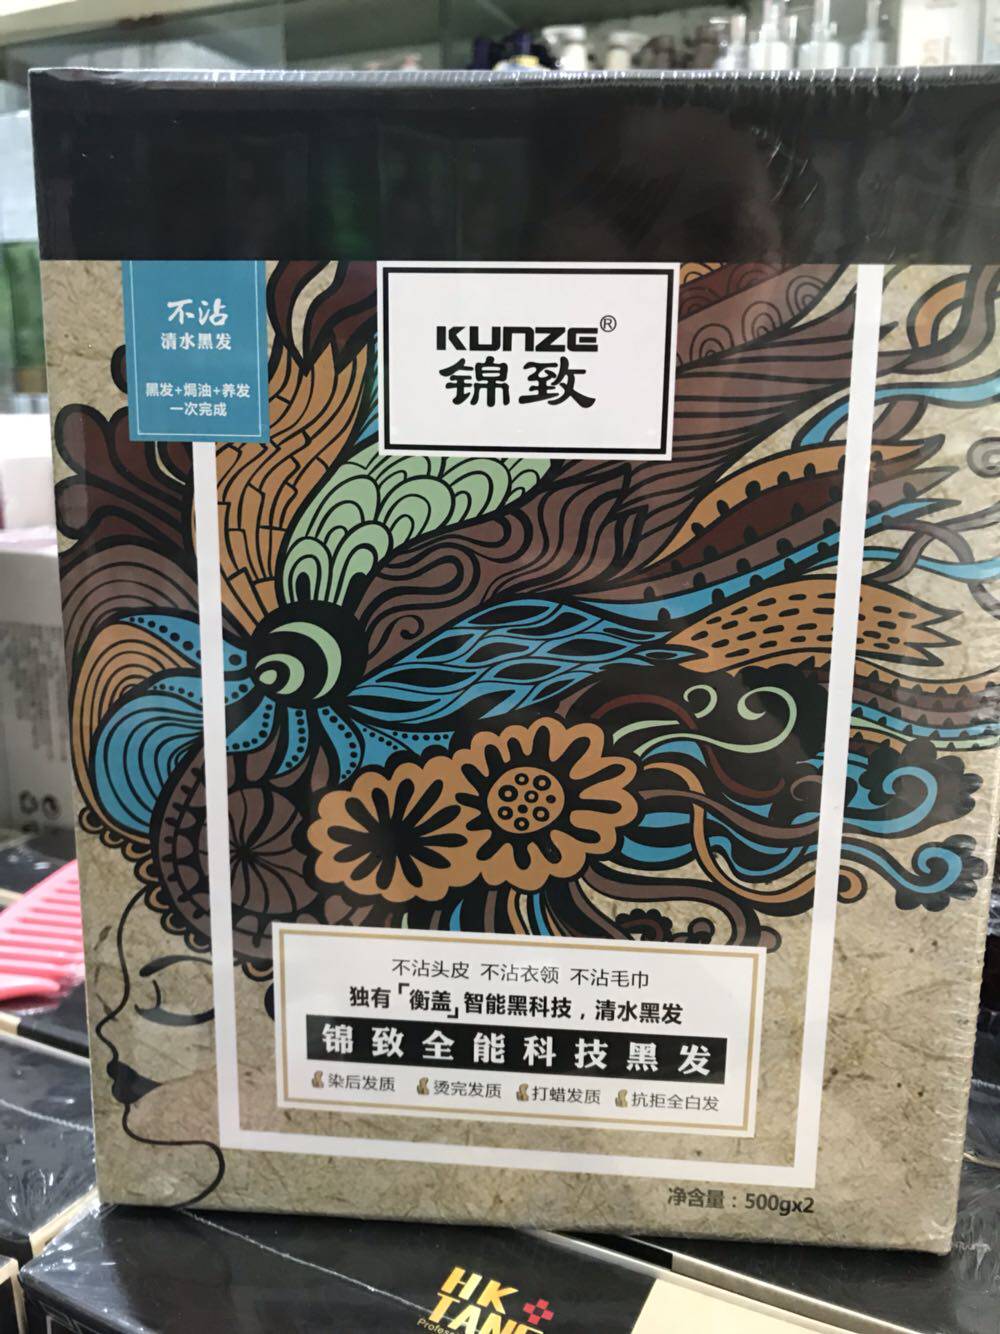 不沾
清水黑发
黑发+焗油+养发
一次完成
KUNZE®
锦致
不沾头皮 不沾衣领 不沾毛巾
独有「衡盖」智能黑科技，清水黑发
锦致全能科技黑发
染后发质 烫完发质 打蜡发质 抗拒全白发
净含量：500gx2
HK